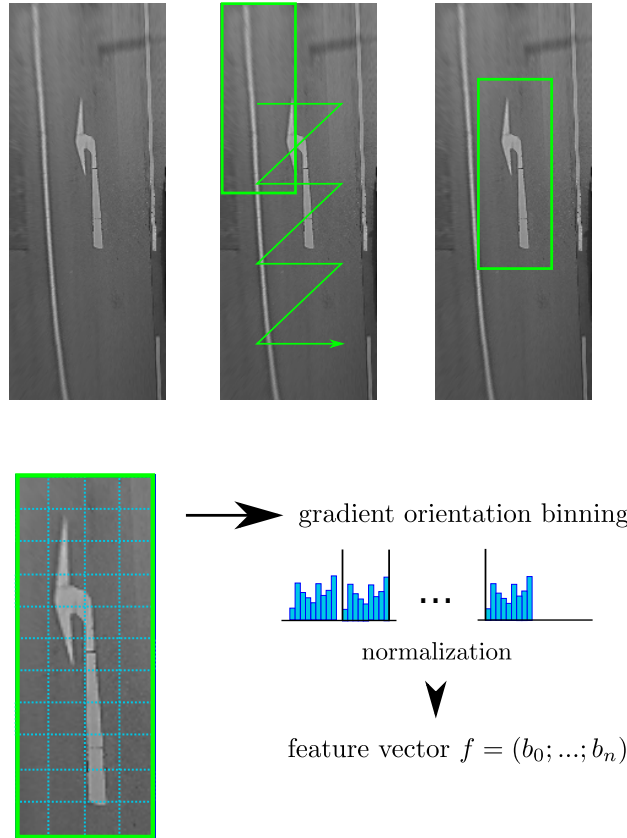 gradient orientation binning
...
normalization
feature vector f = (b₀; ...; bₙ)